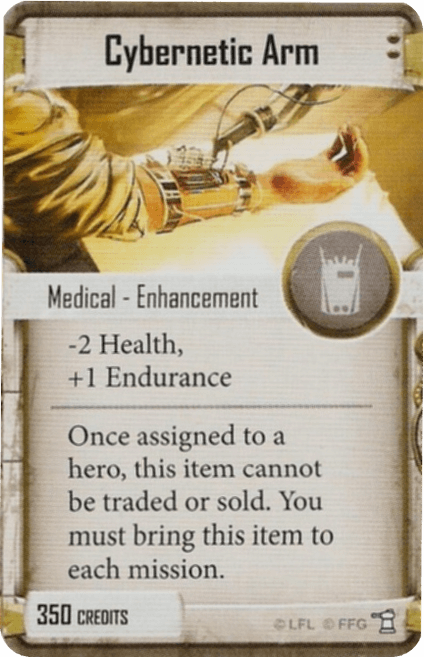 Cybernetic Arm
Medical - Enhancement
-2 Health,
+1 Endurance
Once assigned to a
hero, this item cannot
be traded or sold. You
must bring this item to
each mission.
350 CREDITS
© LFL © FFG